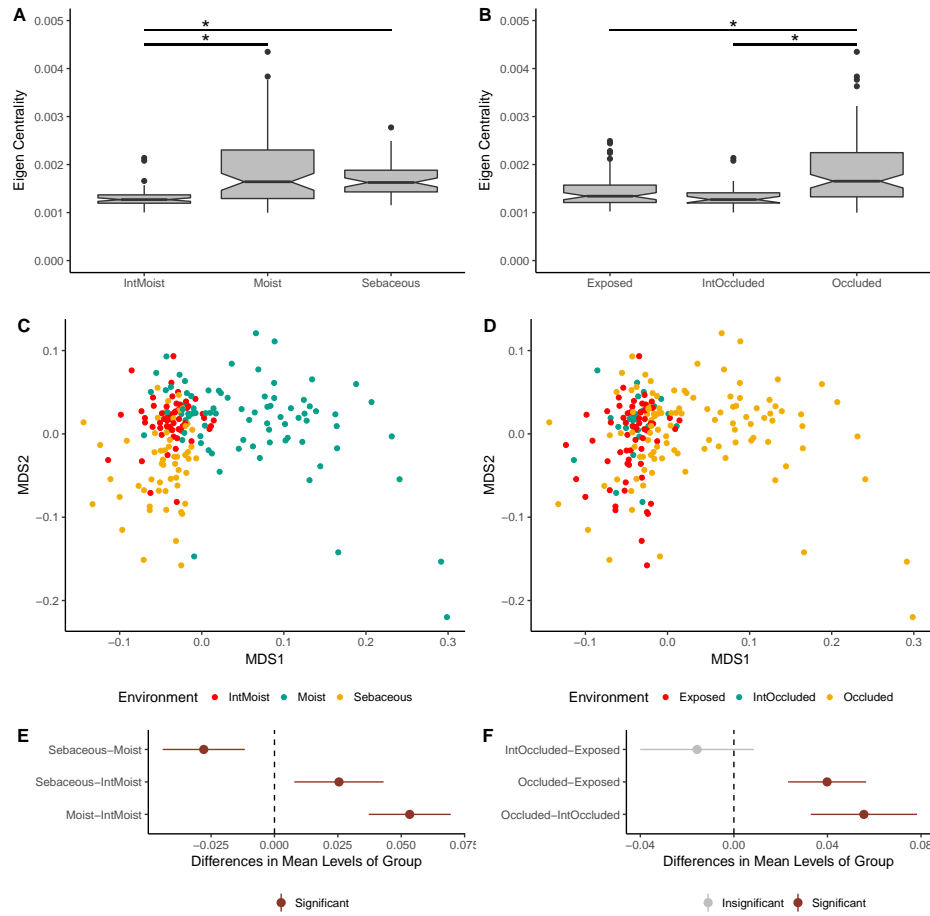 A
B
Eigen Centrality
0.005
0.004
0.003
0.002
0.001
0.000
*
*
IntMoist Moist Sebaceous
Eigen Centrality
0.005
0.004
0.003
0.002
0.001
0.000
*
*
Exposed IntOccluded Occluded
C
MDS2
0.1
0.0
−0.1
−0.2
−0.1 0.0 0.1 0.2 0.3
MDS1
Environment IntMoist Moist Sebaceous
D
MDS2
0.1
0.0
−0.1
−0.2
−0.1 0.0 0.1 0.2 0.3
MDS1
Environment Exposed IntOccluded Occluded
E
Sebaceous−Moist
Sebaceous−IntMoist
Moist−IntMoist
−0.025 0.000 0.025 0.050 0.075
Differences in Mean Levels of Group
Significant
F
IntOccluded−Exposed
Occluded−Exposed
Occluded−IntOccluded
−0.04 0.00 0.04 0.08
Differences in Mean Levels of Group
Insignificant Significant